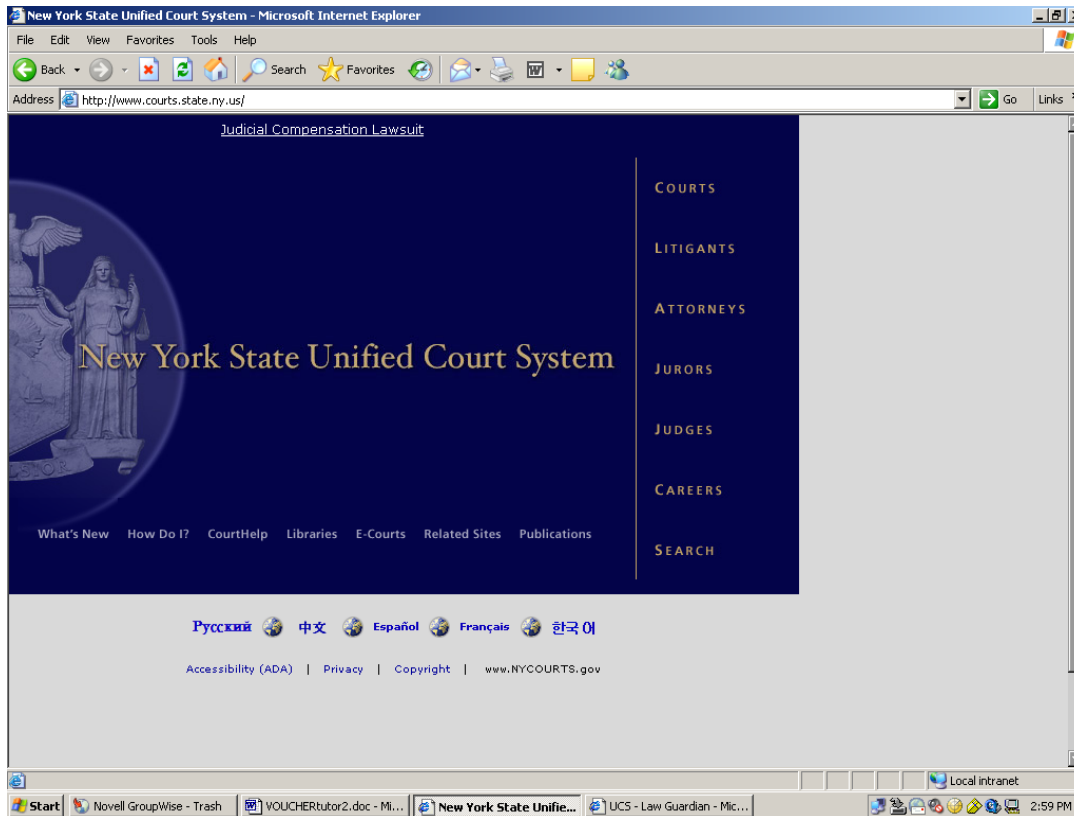 New York State Unified Court System - Microsoft Internet Explorer
File Edit View Favorites Tools Help
Back Search Favorites
Address http://www.courts.state.ny.us/ Go Links
Judicial Compensation Lawsuit
COURTS
LITIGANTS
ATTORNEYS
New York State Unified Court System
JURORS
JUDGES
CAREERS
What's New How Do I? CourtHelp Libraries E-Courts Related Sites Publications
SEARCH
Русский 中文 Español Français 한국어
Accessibility (ADA) | Privacy | Copyright | www.NYCOURTS.gov
Local intranet
Start Novell GroupWise - Trash VOUCHERtutor2.doc - Mi... New York State Unifie... UCS - Law Guardian - Mic... 2:59 PM